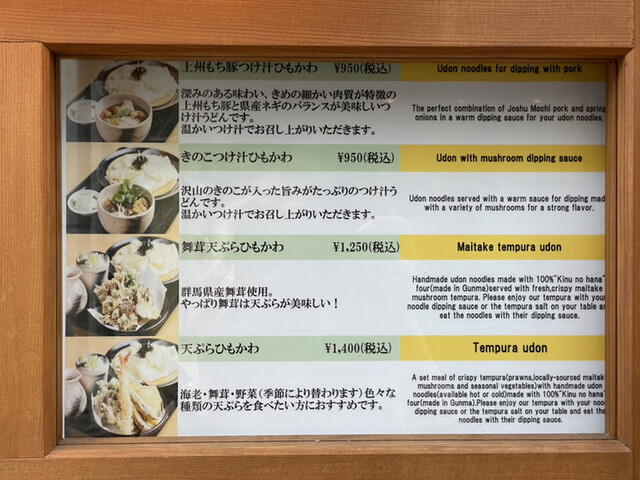 上州もち豚つけ汁ひもかわ ¥950(税込) Udon noodles for dipping with pork
深みのある味わい、きめの細かい肉質が特徴の
上州もち豚と県産ネギのバランスが美味しいつ
け汁うどんです。
温かいつけ汁でお召し上がりいただきます。
The perfect combination of Joshu Mochi pork and spring
onions in a warm dipping sauce for your udon noodles.
きのこつけ汁ひもかわ ¥950(税込) Udon with mushroom dipping sauce
沢山のきのこが入った旨みがたっぷりのつけ汁う
どんです。
温かいつけ汁でお召し上がりいただきます。
Udon noodles served with a warm sauce for dipping made
with a variety of mushrooms for a strong flavor.
舞茸天ぷらひもかわ ¥1,250(税込) Maitake tempura udon
群馬県産舞茸使用。
やっぱり舞茸は天ぷらが美味しい！
Handmade udon noodles made with 100%"Kinu no hana"
four(made in Gunma)served with fresh,crispy maitake
mushroom tempura. Please enjoy our tempura with your
noodle dipping sauce or the tempura salt on your table and
eat the noodles with their dipping sauce.
天ぷらひもかわ ¥1,400(税込) Tempura udon
海老・舞茸・野菜(季節により替わります)色々な
種類の天ぷらを食べたい方におすすめです。
A set meal of crispy tempura(prawns,locally-sourced maitake
mushrooms and seasonal vegetables)with handmade udon
noodles(available hot or cold)made with 100%"Kinu no hana"
four(made in Gunma).Please enjoy our tempura with your noodle
dipping sauce or the tempura salt on your table and eat the
noodles with their dipping sauce.